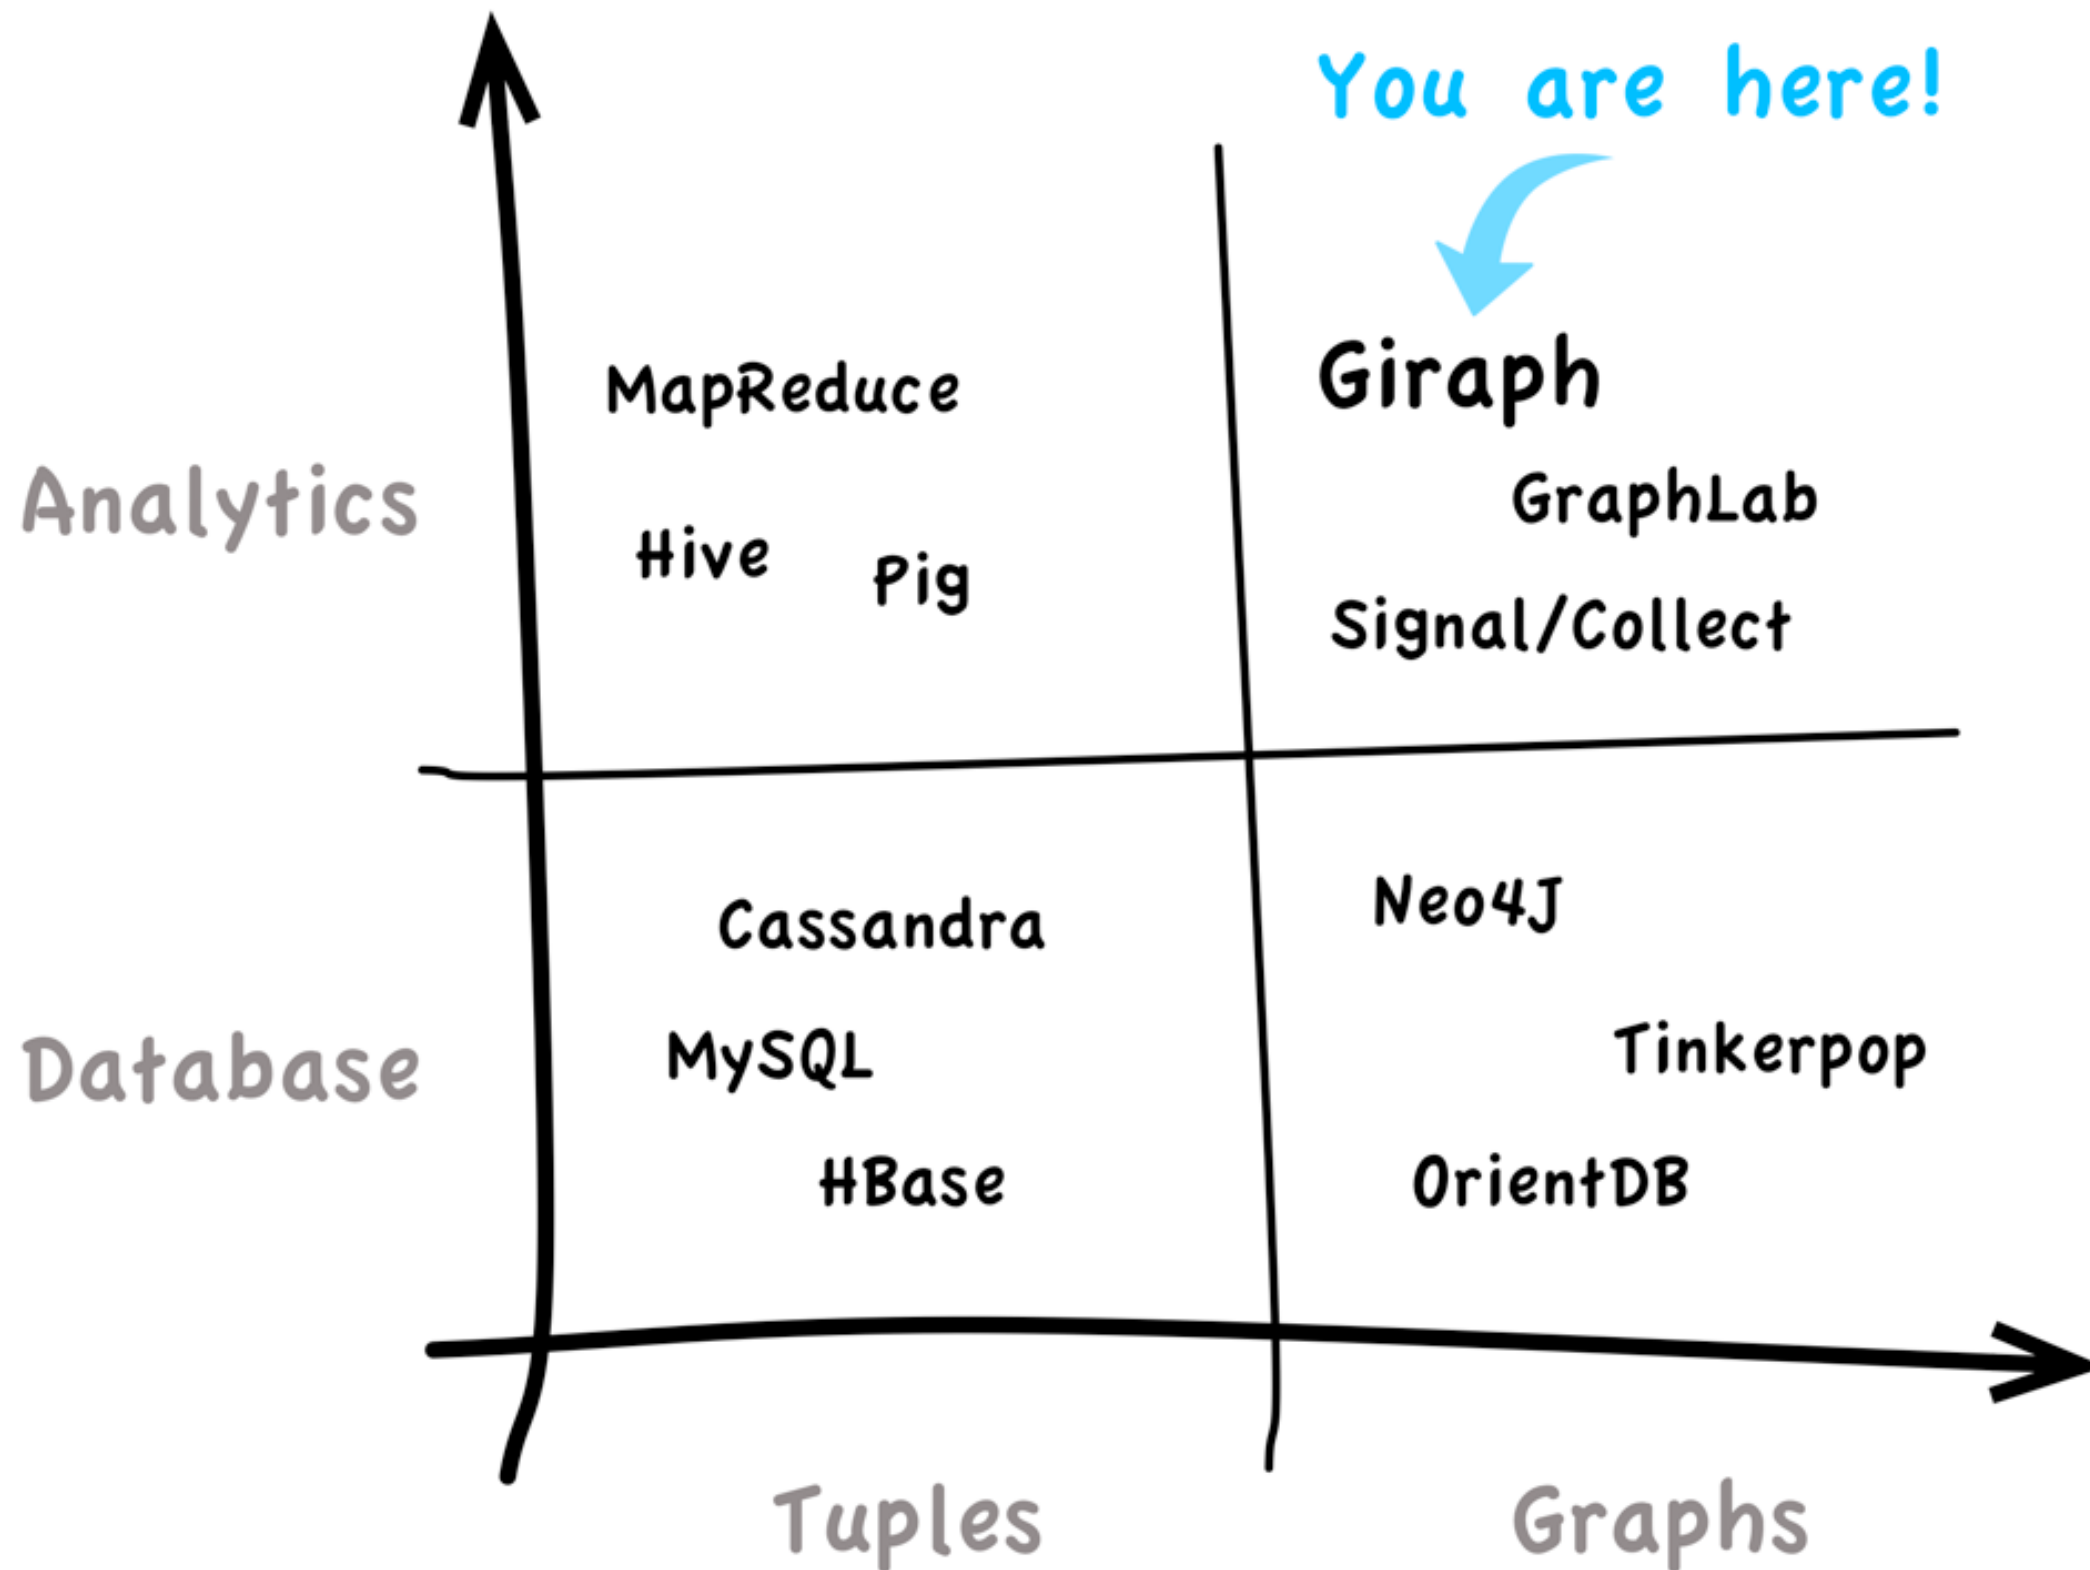 You are here!
MapReduce
Giraph
Analytics
GraphLab
Hive
Pig
Signal/Collect
Cassandra
Neo4J
Database
MySQL
Tinkerpop
HBase
OrientDB
Tuples
Graphs